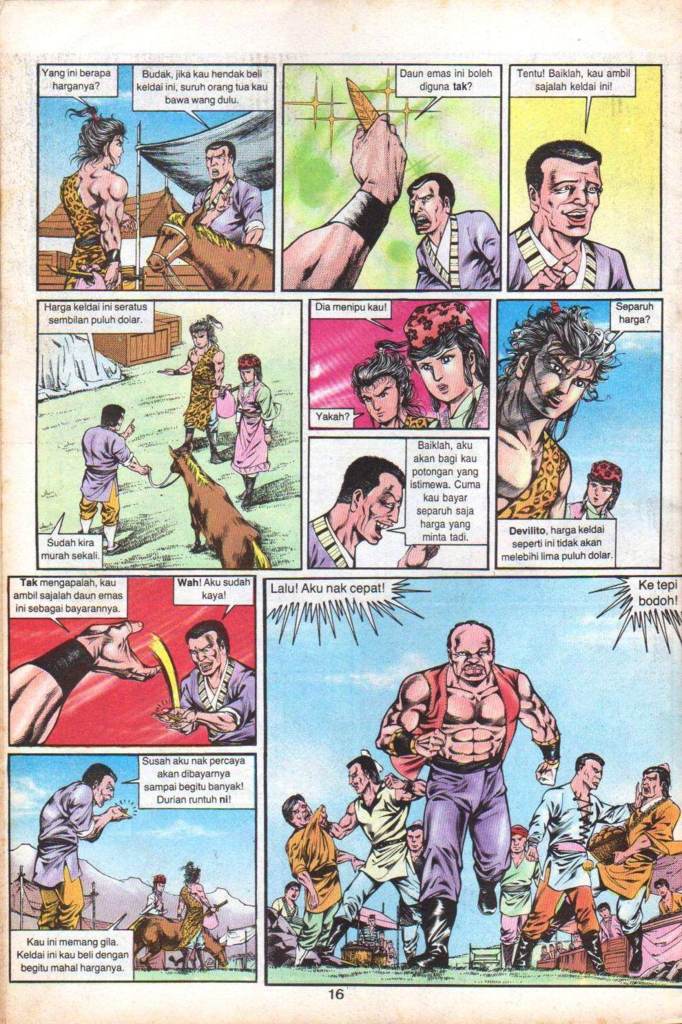 Yang ini berapa
harganya?
Budak, jika kau hendak beli
keldai ini, suruh orang tua kau
bawa wang dulu.
Daun emas ini boleh
diguna tak?
Tentu! Baiklah, kau ambil
sajalah keldai ini!
Harga keldai ini seratus
sembilan puluh dolar.
Sudah kira
murah sekali.
Dia menipu kau!
Yakah?
Baiklah, aku
akan bagi kau
potongan yang
istimewa. Cuma
kau bayar
separuh saja
harga yang
minta tadi.
Separuh
harga?
Devilito, harga keldai
seperti ini tidak akan
melebihi lima puluh dolar.
Tak mengapalah, kau
ambil sajalah daun emas
ini sebagai bayarannya.
Wah! Aku sudah
kaya!
Susah aku nak percaya
akan dibayarnya
sampai begitu banyak!
Durian runtuh ni!
Kau ini memang gila.
Keldai ini kau beli dengan
begitu mahal harganya.
Lalu! Aku nak cepat!
Ke tepi
bodoh!
16